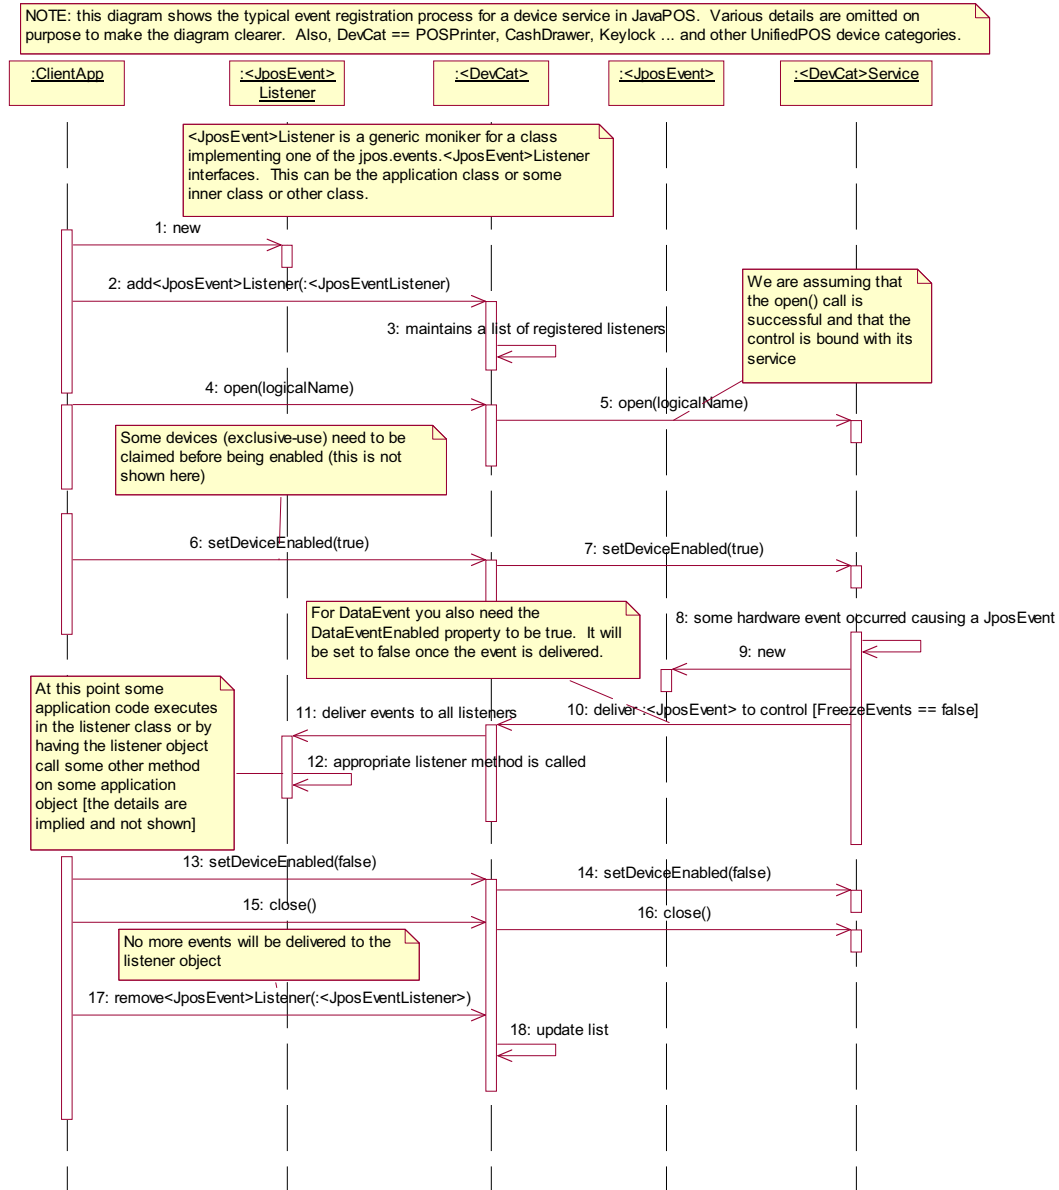 NOTE: this diagram shows the typical event registration process for a device service in JavaPOS.  Various details are omitted on
purpose to make the diagram clearer.  Also, DevCat == POSPrinter, CashDrawer, Keylock ... and other UnifiedPOS device categories.
:ClientApp
:<JposEvent>
Listener
:<DevCat>
:<JposEvent>
:<DevCat>Service
<JposEvent>Listener is a generic moniker for a class
implementing one of the jpos.events.<JposEvent>Listener
interfaces.  This can be the application class or some
inner class or other class.
1: new
2: add<JposEvent>Listener(:<JposEventListener)
We are assuming that
the open() call is
successful and that the
control is bound with its
service
3: maintains a list of registered listeners
4: open(logicalName)
5: open(logicalName)
Some devices (exclusive-use) need to be
claimed before being enabled (this is not
shown here)
6: setDeviceEnabled(true)
7: setDeviceEnabled(true)
For DataEvent you also need the
DataEventEnabled property to be true.  It will
be set to false once the event is delivered.
8: some hardware event occurred causing a JposEvent
9: new
At this point some
application code executes
in the listener class or by
having the listener object
call some other method
on some application
object [the details are
implied and not shown]
10: deliver :<JposEvent> to control [FreezeEvents == false]
11: deliver events to all listeners
12: appropriate listener method is called
13: setDeviceEnabled(false)
14: setDeviceEnabled(false)
15: close()
16: close()
No more events will be delivered to the
listener object
17: remove<JposEvent>Listener(:<JposEventListener>)
18: update list